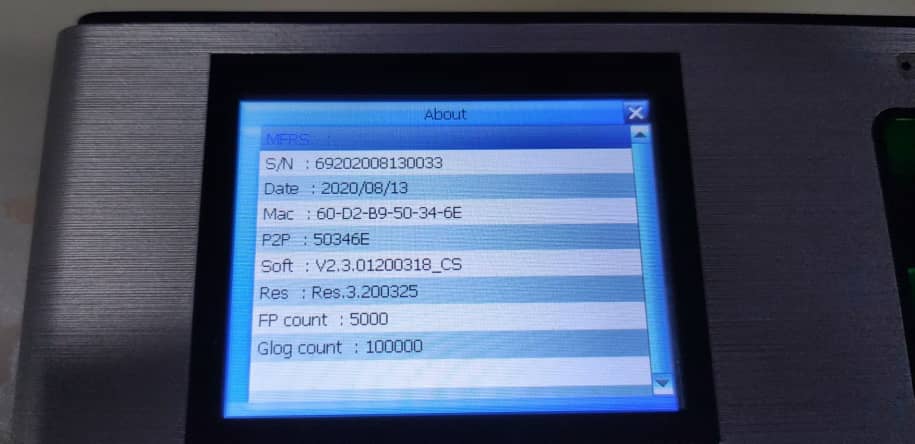 About
MFRS :
S/N : 69202008130033
Date : 2020/08/13
Mac : 60-D2-B9-50-34-6E
P2P : 50346E
Soft : V2.3.01200318_CS
Res : Res.3.200325
FP count : 5000
Glog count : 100000